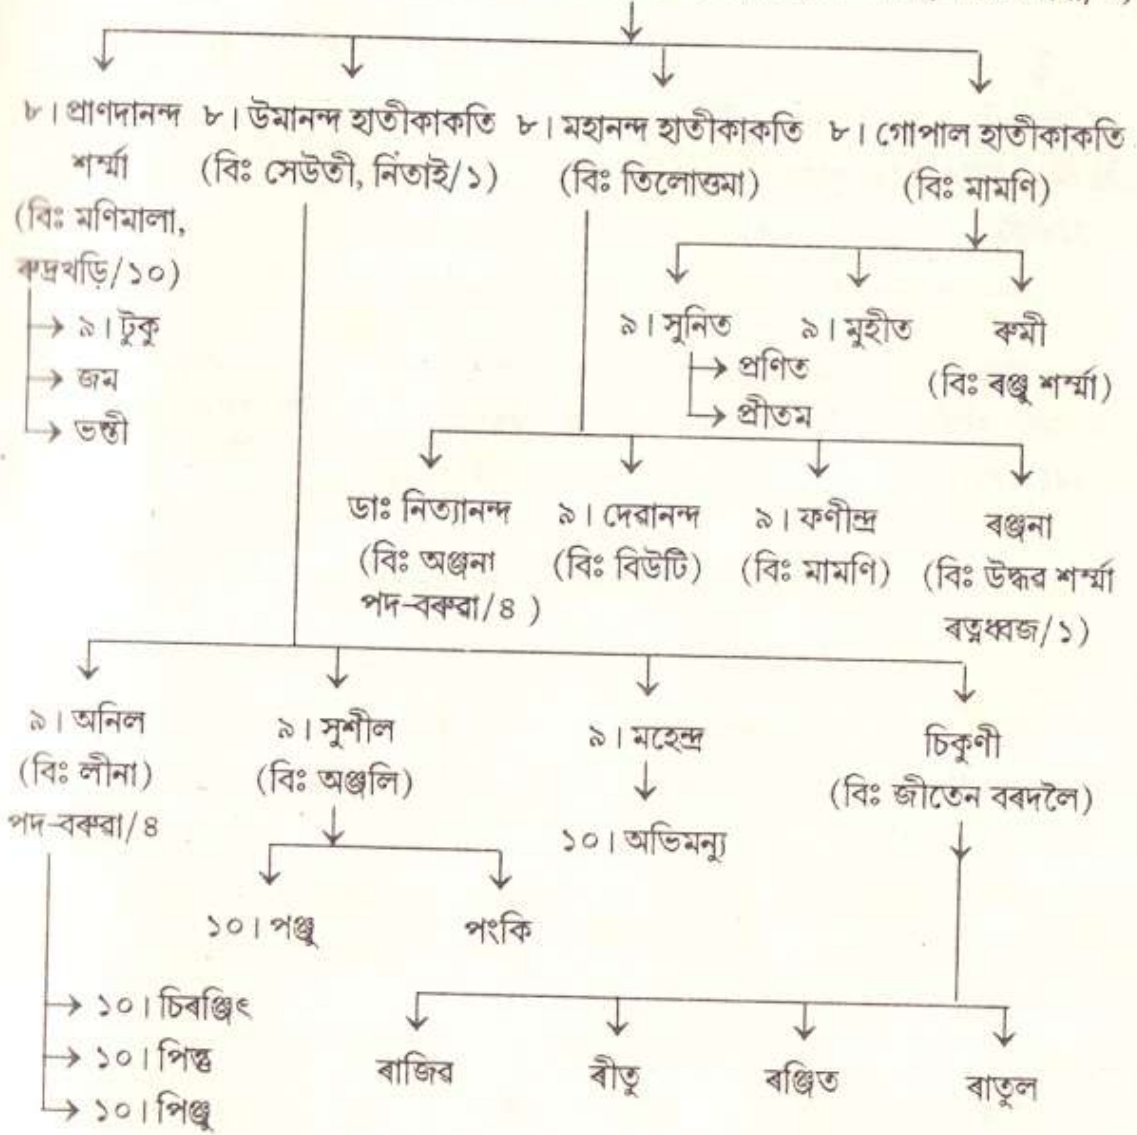 ৮। প্রাণদানন্দ ৮। উমানন্দ হাতীকাকতি ৮। মহানন্দ হাতীকাকতি ৮। গোপাল হাতীকাকতি
শৰ্ম্মা (বিঃ সেউতী, নিতাই/১) (বিঃ তিলোত্তমা) (বিঃ মামণি)
(বিঃ মণিমালা,
ৰুদ্ৰখড়ি/১০)
→ ৯। টুকু
→ জম
→ ভন্তী
৯। সুনিত ৯। মুহীত ৰুমী
→ প্ৰণিত (বিঃ ৰঞ্জু শৰ্ম্মা)
→ প্ৰীতম
ডাঃ নিত্যানন্দ ৯। দেৱানন্দ ৯। ফণীন্দ্ৰ ৰঞ্জনা
(বিঃ অঞ্জনা (বিঃ বিউটি) (বিঃ মামণি) (বিঃ উদ্ধৱ শৰ্ম্মা
পদ-বৰুৱা/৪ ) ৰত্নধ্বজ/১)
৯। অনিল ৯। সুশীল ৯। মহেন্দ্ৰ চিকুণী
(বিঃ লীনা) (বিঃ অঞ্জলি) (বিঃ জীতেন বৰদলৈ)
পদ-বৰুৱা/৪ ১০। অভিমন্যু
১০। পঞ্জু পংকি
→ ১০। চিৰঞ্জিৎ
→ ১০। পিন্তু
→ ১০। পিঞ্জু
ৰাজিৱ ৰীতু ৰঞ্জিত ৰাতুল